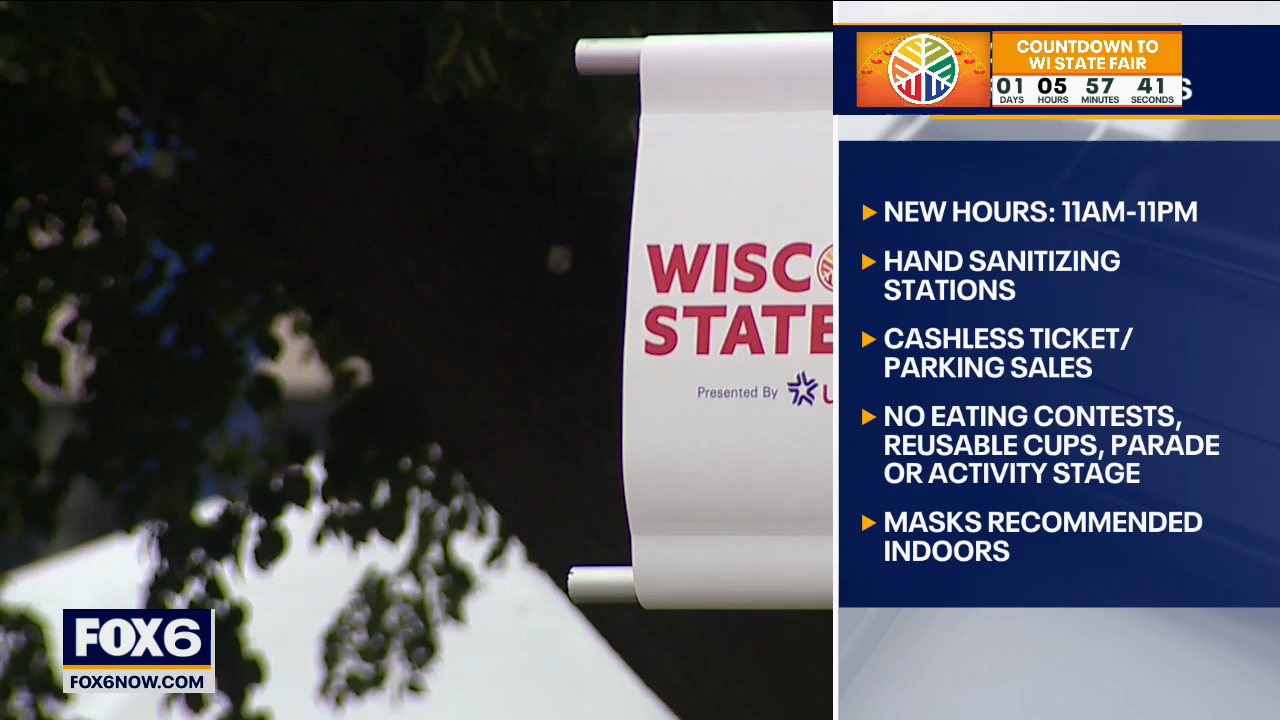 COUNTDOWN TO
WI STATE FAIR
01 05 57 41
DAYS HOURS MINUTES SECONDS
NEW HOURS: 11AM-11PM
HAND SANITIZING
STATIONS
CASHLESS TICKET/
PARKING SALES
NO EATING CONTESTS,
REUSABLE CUPS, PARADE
OR ACTIVITY STAGE
MASKS RECOMMENDED
INDOORS
WISCO
STATE
Presented By U
FOX6
FOX6NOW.COM